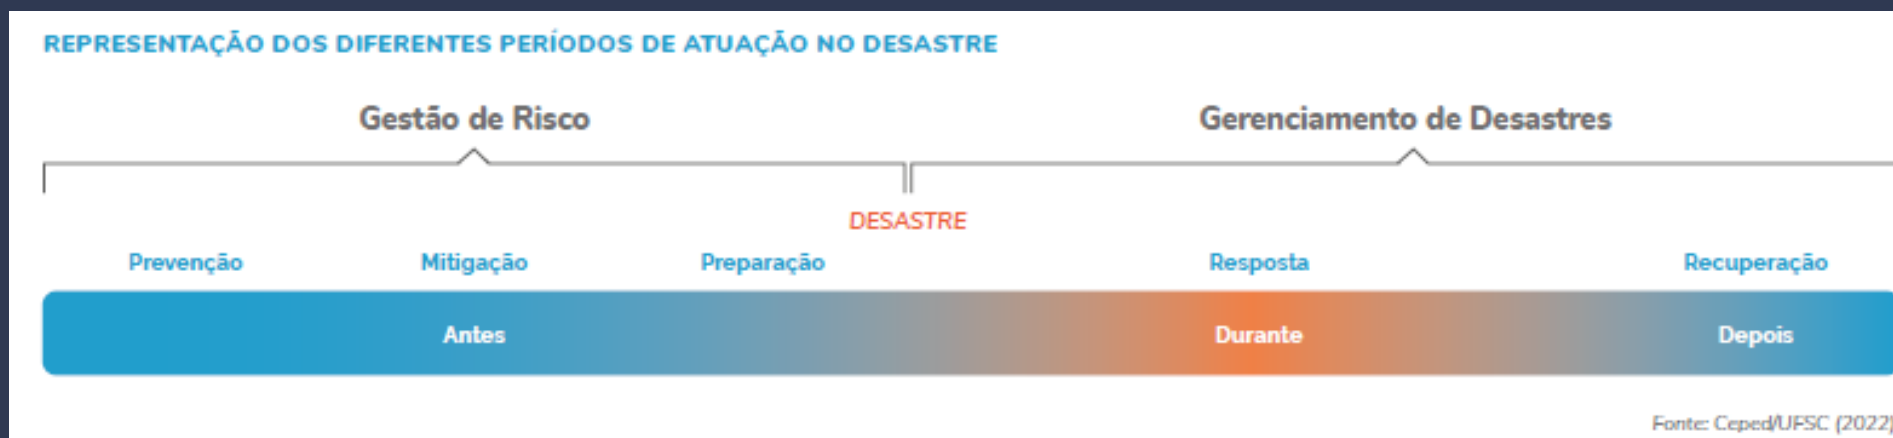 REPRESENTAÇÃO DOS DIFERENTES PERÍODOS DE ATUAÇÃO NO DESASTRE
Gestão de Risco
Gerenciamento de Desastres
DESASTRE
Prevenção
Mitigação
Preparação
Resposta
Recuperação
Antes
Durante
Depois
Fonte: Ceped/UFSC (2022)